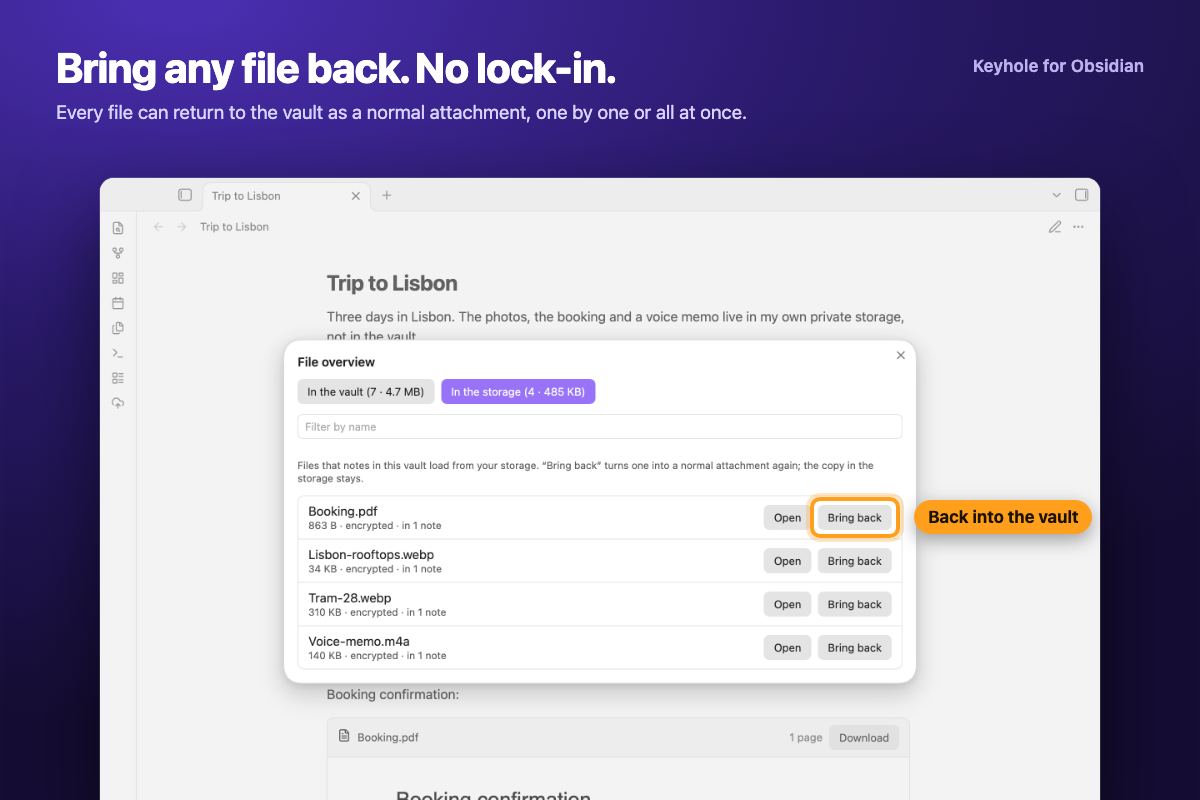 Bring any file back. No lock-in.
Keyhole for Obsidian
Every file can return to the vault as a normal attachment, one by one or all at once.
Trip to Lisbon
Trip to Lisbon
Trip to Lisbon
Three days in Lisbon. The photos, the booking and a voice memo live in my own private storage,
not in the vault
File overview
In the vault (7 · 4.7 MB)
In the storage (4 · 485 KB)
Filter by name
Files that notes in this vault load from your storage. “Bring back” turns one into a normal attachment again; the copy in the
storage stays.
Booking.pdf
863 B · encrypted · in 1 note
Open
Bring back
Back into the vault
Lisbon-rooftops.webp
34 KB · encrypted · in 1 note
Open
Bring back
Tram-28.webp
310 KB · encrypted · in 1 note
Open
Bring back
Voice-memo.m4a
140 KB · encrypted · in 1 note
Open
Bring back
Booking confirmation:
Booking.pdf
1 page
Download
Booking confirmation